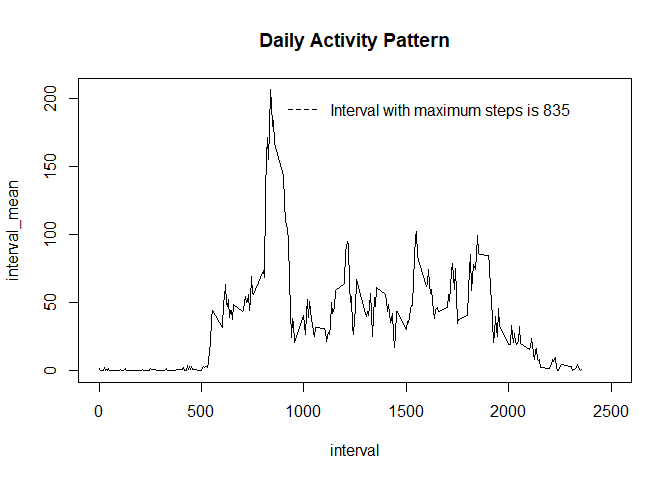 Daily Activity Pattern
Interval with maximum steps is 835
200
150
100
50
0
interval_mean
0
500
1000
1500
2000
2500
interval